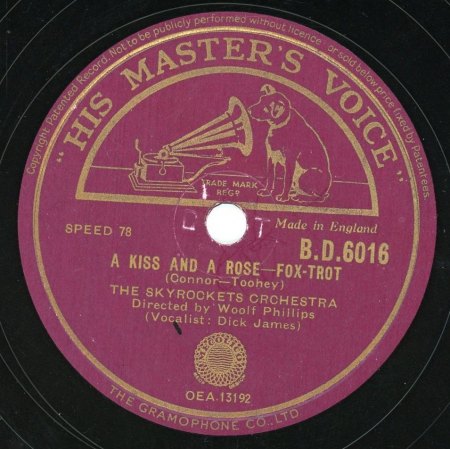 Copyright Patented Record. Not to be publicly performed without licence or sold below price fixed by Patentees.
"HIS MASTER'S VOICE"
TRADE MARK
REGD
SPEED 78
Made in England
B.D.6016
A KISS AND A ROSE—FOX-TROT
(Connor—Toohey)
THE SKYROCKETS ORCHESTRA
Directed by Woolf Phillips
(Vocalist: Dick James)
OEA.13192
THE GRAMOPHONE CO., LTD